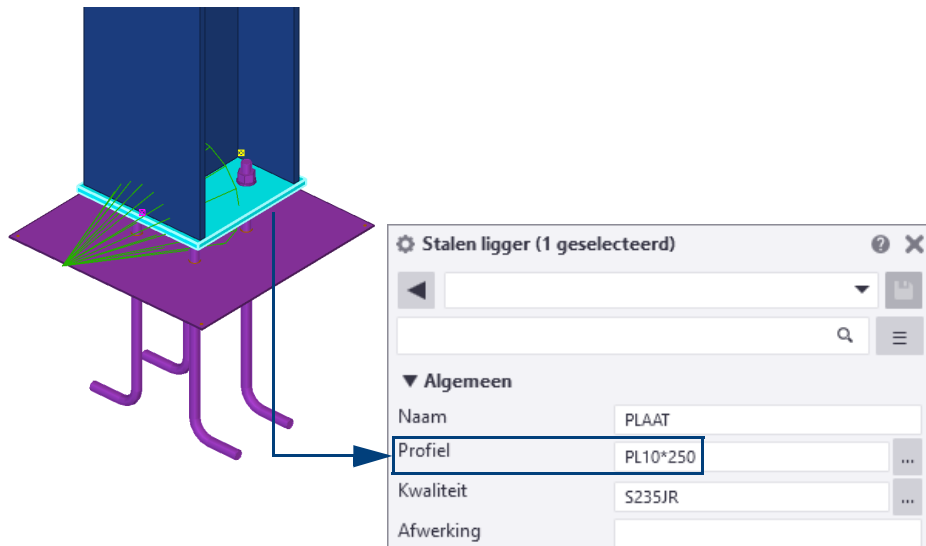 Stalen ligger (1 geselecteerd)
Algemeen
Naam PLAAT
Profiel PL10*250 ...
Kwaliteit S235JR ...
Afwerking